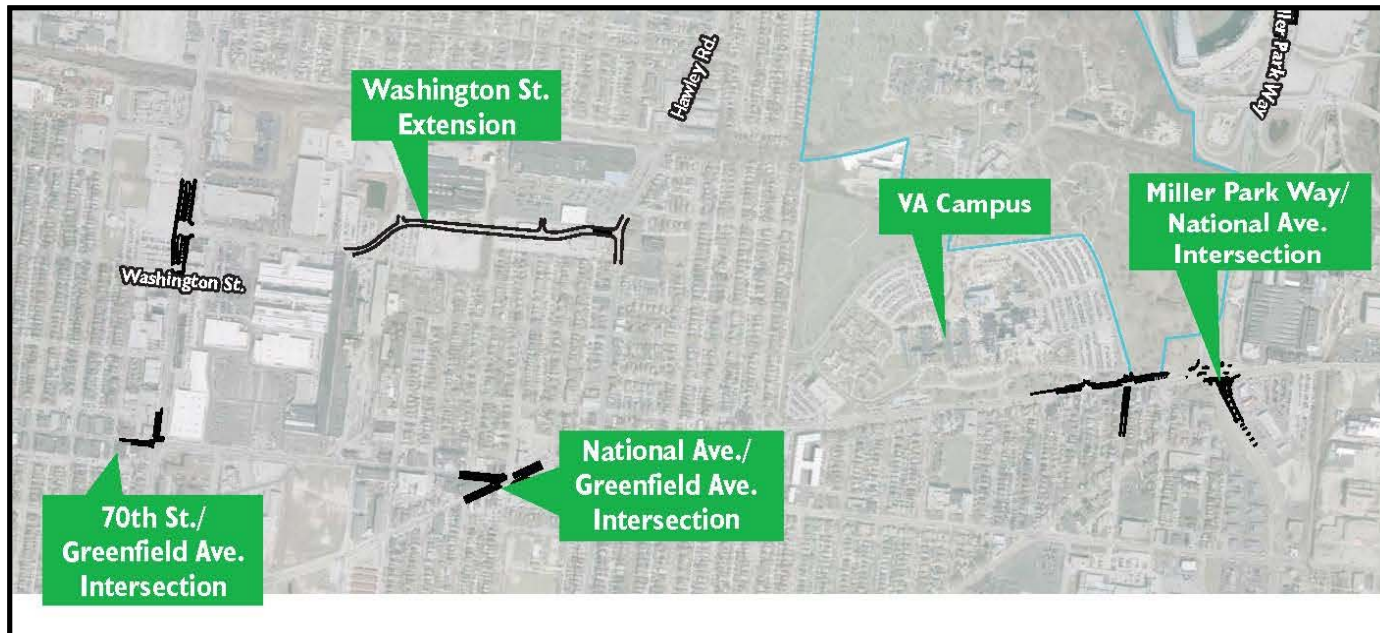 Miller Park Way
Hawley Rd.
Washington St.
Extension
VA Campus
Miller Park Way/
National Ave.
Intersection
Washington St.
National Ave./
Greenfield Ave.
Intersection
70th St./
Greenfield Ave.
Intersection